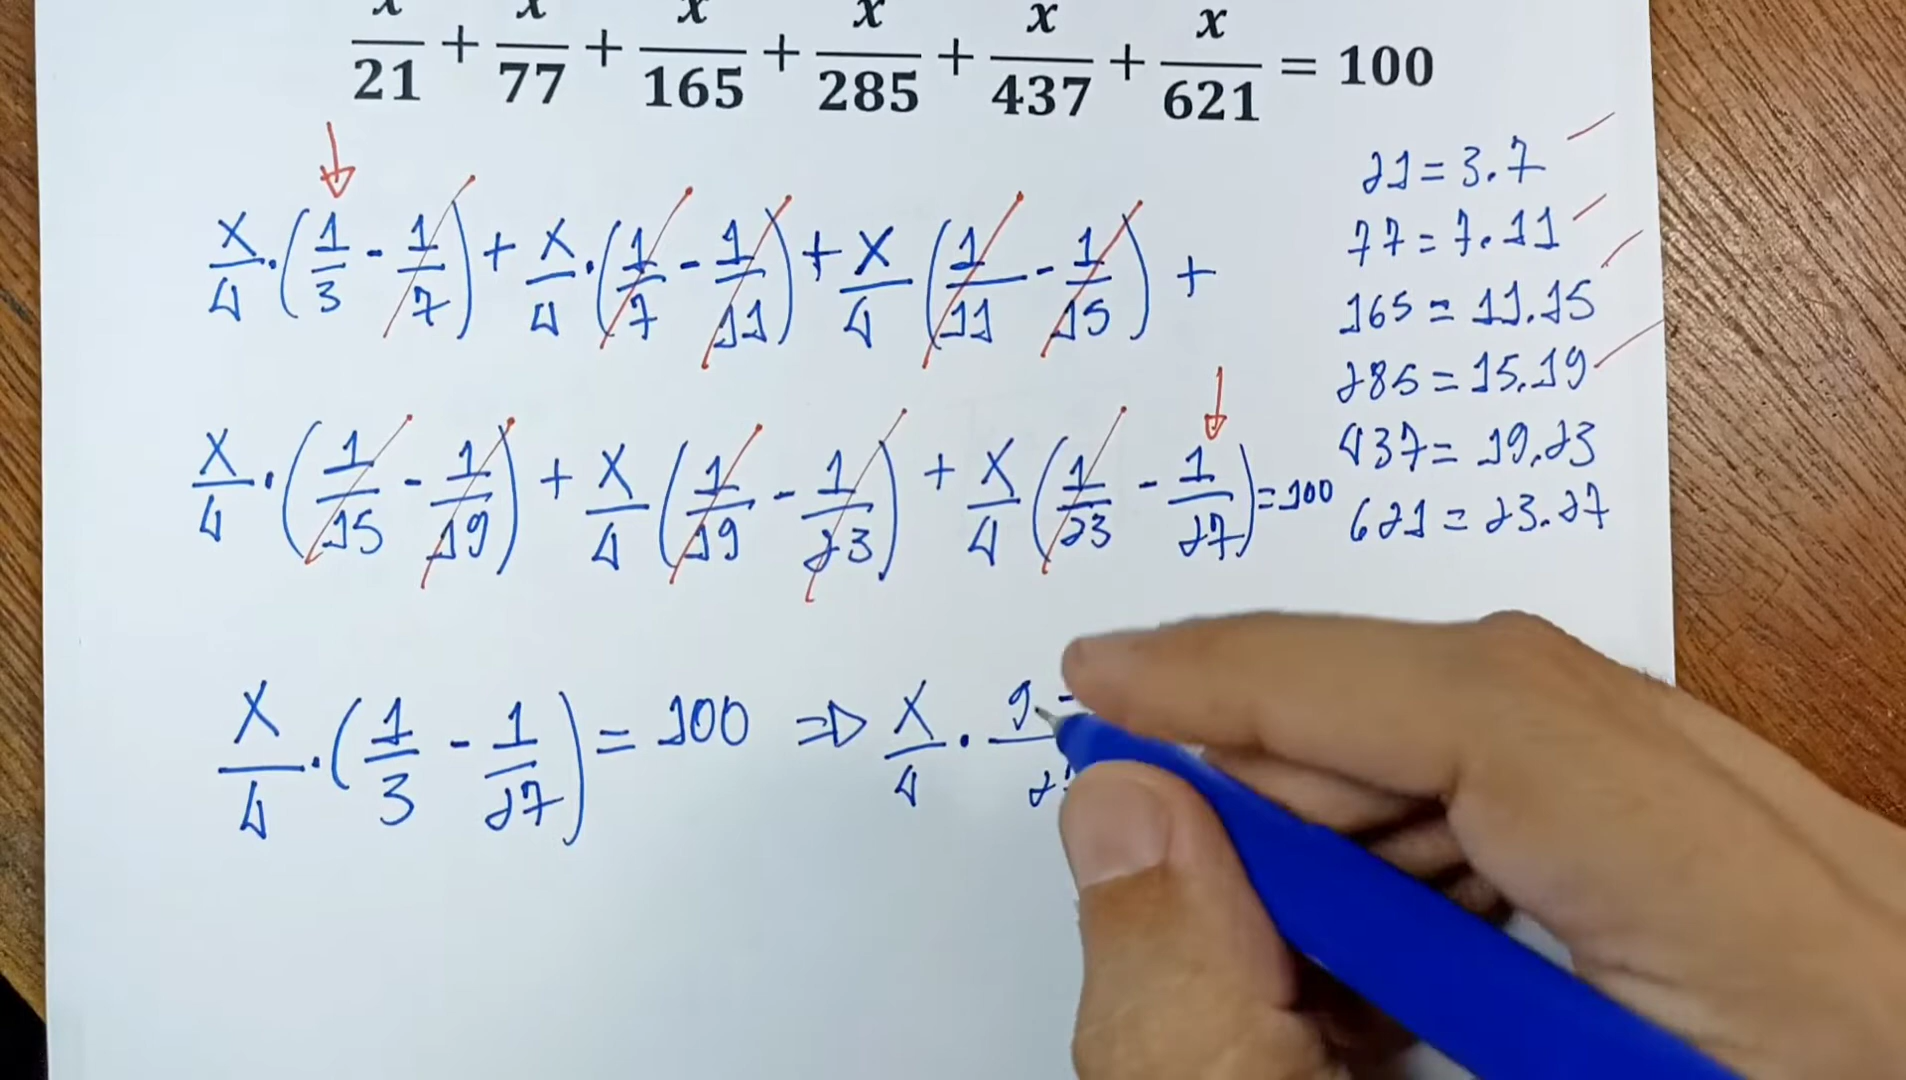 x/21 + x/77 + x/165 + x/285 + x/437 + x/621 = 100
21 = 3.7
77 = 7.11
165 = 11.15
285 = 15.19
437 = 19.23
621 = 23.27
x/4 · (1/3 - 1/7) + x/4 · (1/7 - 1/11) + x/4 (1/11 - 1/15) +
x/4 · (1/15 - 1/19) + x/4 (1/19 - 1/23) + x/4 (1/23 - 1/27) = 100
x/4 · (1/3 - 1/27) = 100 => x/4 · 9-/2